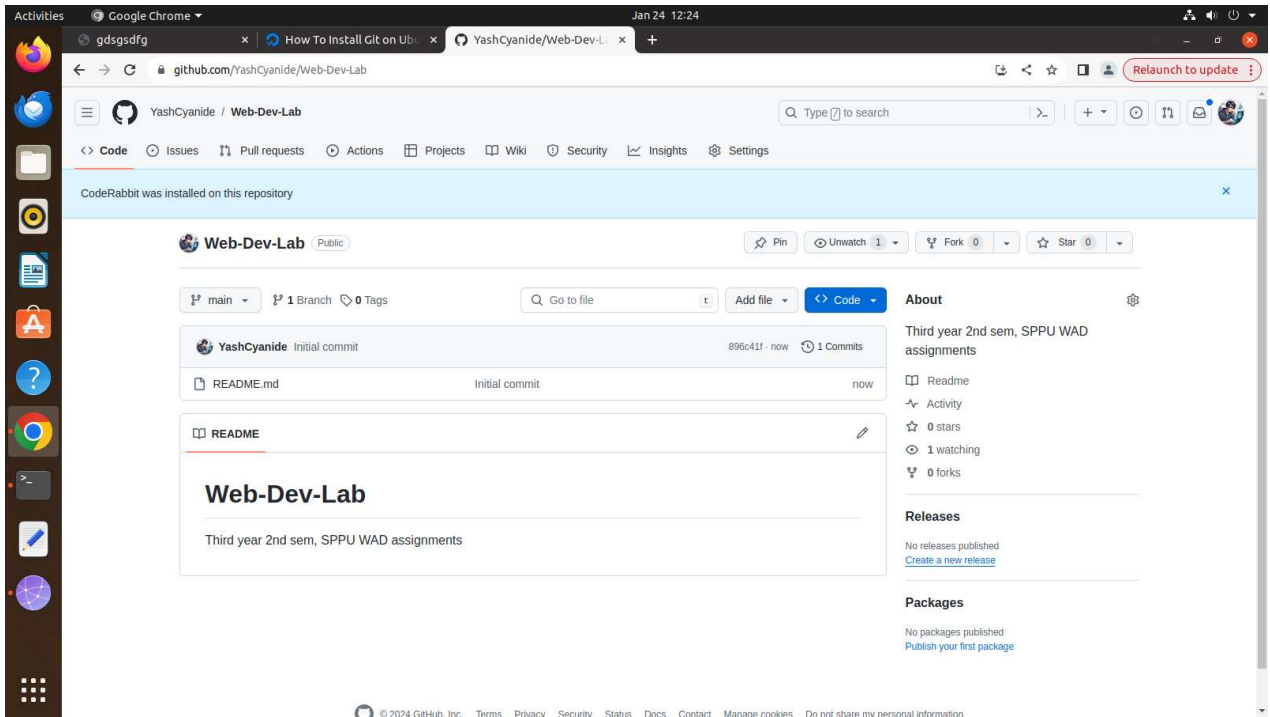 Activities Google Chrome Jan 24 12:24
gdsgsdfg How To Install Git on Ubu YashCyanide/Web-Dev-La
github.com/YashCyanide/Web-Dev-Lab Relaunch to update
YashCyanide / Web-Dev-Lab Type / to search
Code Issues Pull requests Actions Projects Wiki Security Insights Settings
CodeRabbit was installed on this repository
Web-Dev-Lab Public Pin Unwatch 1 Fork 0 Star 0
main 1 Branch 0 Tags Go to file t Add file Code About
Third year 2nd sem, SPPU WAD
assignments
YashCyanide Initial commit 896c41f · now 1 Commits
README.md Initial commit now
Readme
Activity
0 stars
1 watching
0 forks
README
Web-Dev-Lab
Third year 2nd sem, SPPU WAD assignments
Releases
No releases published
Create a new release
Packages
No packages published
Publish your first package
© 2024 GitHub, Inc. Terms Privacy Security Status Docs Contact Manage cookies Do not share my personal information